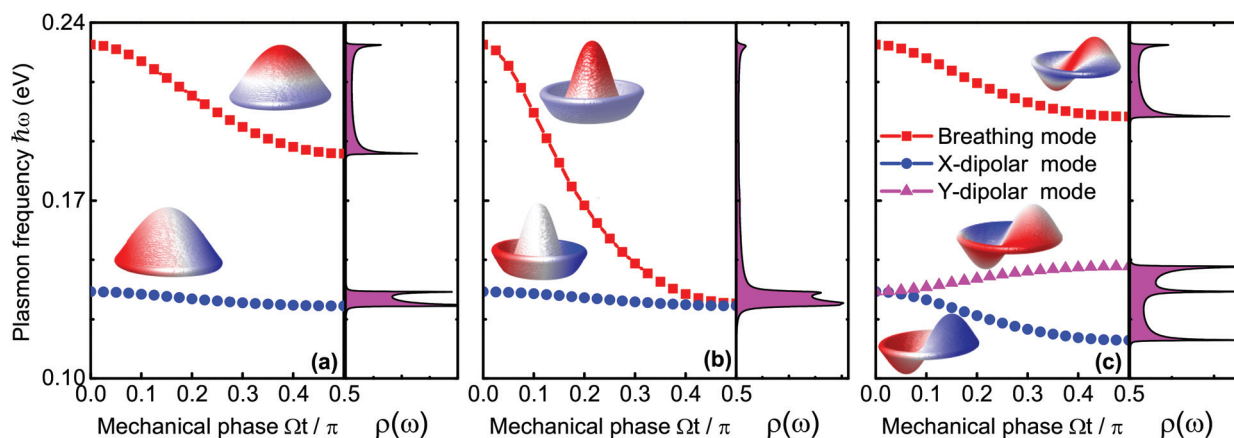 Plasmon frequency ℏω (eV)
0.24
0.17
0.10
(a)
0.0 0.1 0.2 0.3 0.4 0.5
Mechanical phase Ωt / π
ρ(ω)
(b)
0.0 0.1 0.2 0.3 0.4 0.5
Mechanical phase Ωt / π
ρ(ω)
Breathing mode
X-dipolar mode
Y-dipolar mode
(c)
0.0 0.1 0.2 0.3 0.4 0.5
Mechanical phase Ωt / π
ρ(ω)